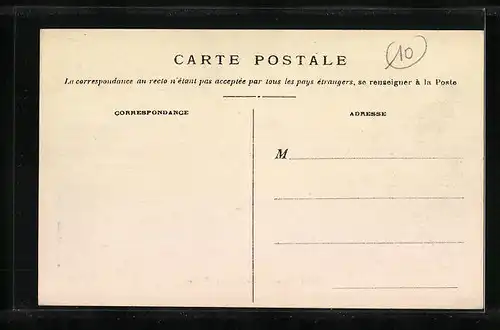 CARTE POSTALE
10
La correspondance au recto n'étant pas acceptée par tous les pays étrangers, se renseigner à la Poste
CORRESPONDANCE
ADRESSE
M